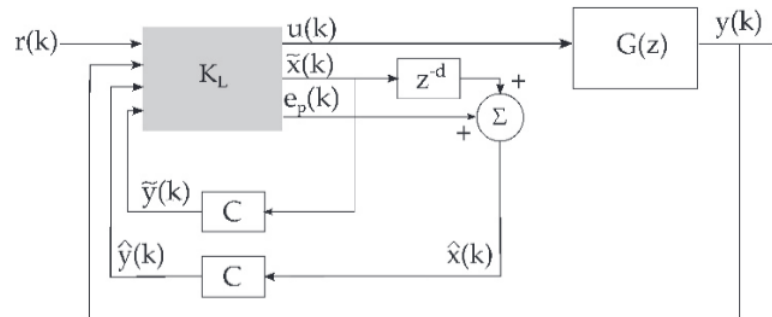 r(k)
K_L
u(k)
x̃(k)
e_p(k)
z^-d
+
+
Σ
G(z)
y(k)
ỹ(k)
C
ŷ(k)
C
x̂(k)